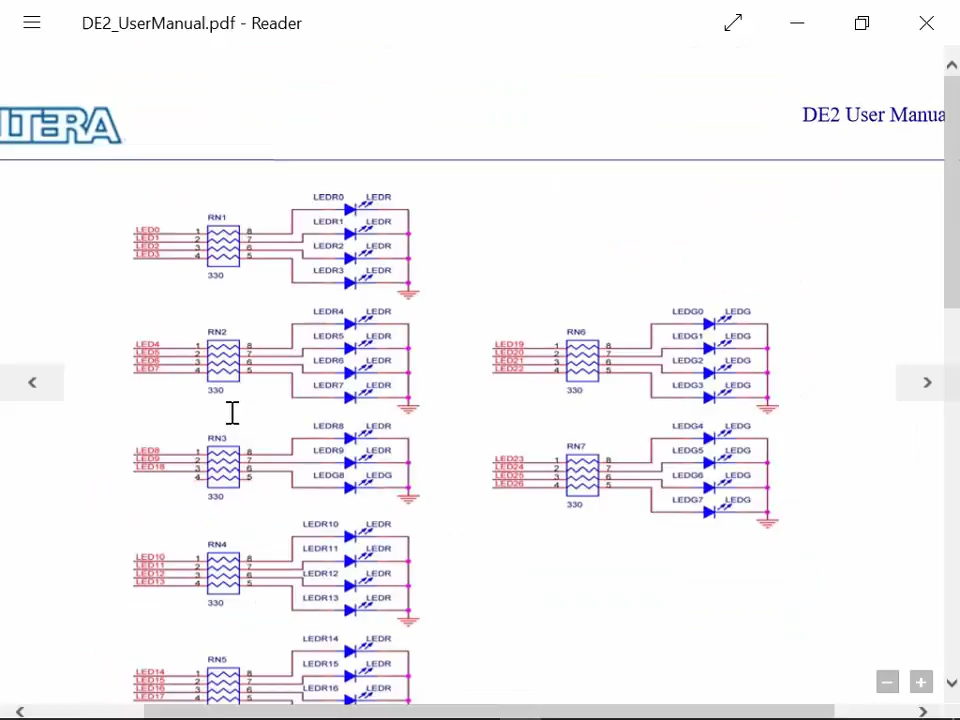 DE2_UserManual.pdf - Reader
LTERA
DE2 User Manua
LEDR0 LEDR
RN1
LED0 1 8 LEDR1 LEDR
LED1 2 7
LED2 3 6 LEDR2 LEDR
LED3 4 5
330 LEDR3 LEDR
LEDR4 LEDR
RN2
LED4 1 8 LEDR5 LEDR
LED5 2 7
LED6 3 6 LEDR6 LEDR
LED7 4 5
330 LEDR7 LEDR
LEDG0 LEDG
RN6
LED19 1 8 LEDG1 LEDG
LED20 2 7
LED21 3 6 LEDG2 LEDG
LED22 4 5
330 LEDG3 LEDG
LEDR8 LEDR
RN3
LED8 1 8 LEDR9 LEDR
LED9 2 7
LED18 3 6 LEDG8 LEDG
4 5
330
LEDG4 LEDG
RN7
LED23 1 8 LEDG5 LEDG
LED24 2 7
LED25 3 6 LEDG6 LEDG
LED26 4 5
330 LEDG7 LEDG
LEDR10 LEDR
RN4
LED10 1 8 LEDR11 LEDR
LED11 2 7
LED12 3 6 LEDR12 LEDR
LED13 4 5
330 LEDR13 LEDR
LEDR14 LEDR
RN5
LED14 1 8 LEDR15 LEDR
LED15 2 7
LED16 3 6 LEDR16 LEDR
LED17 4 5